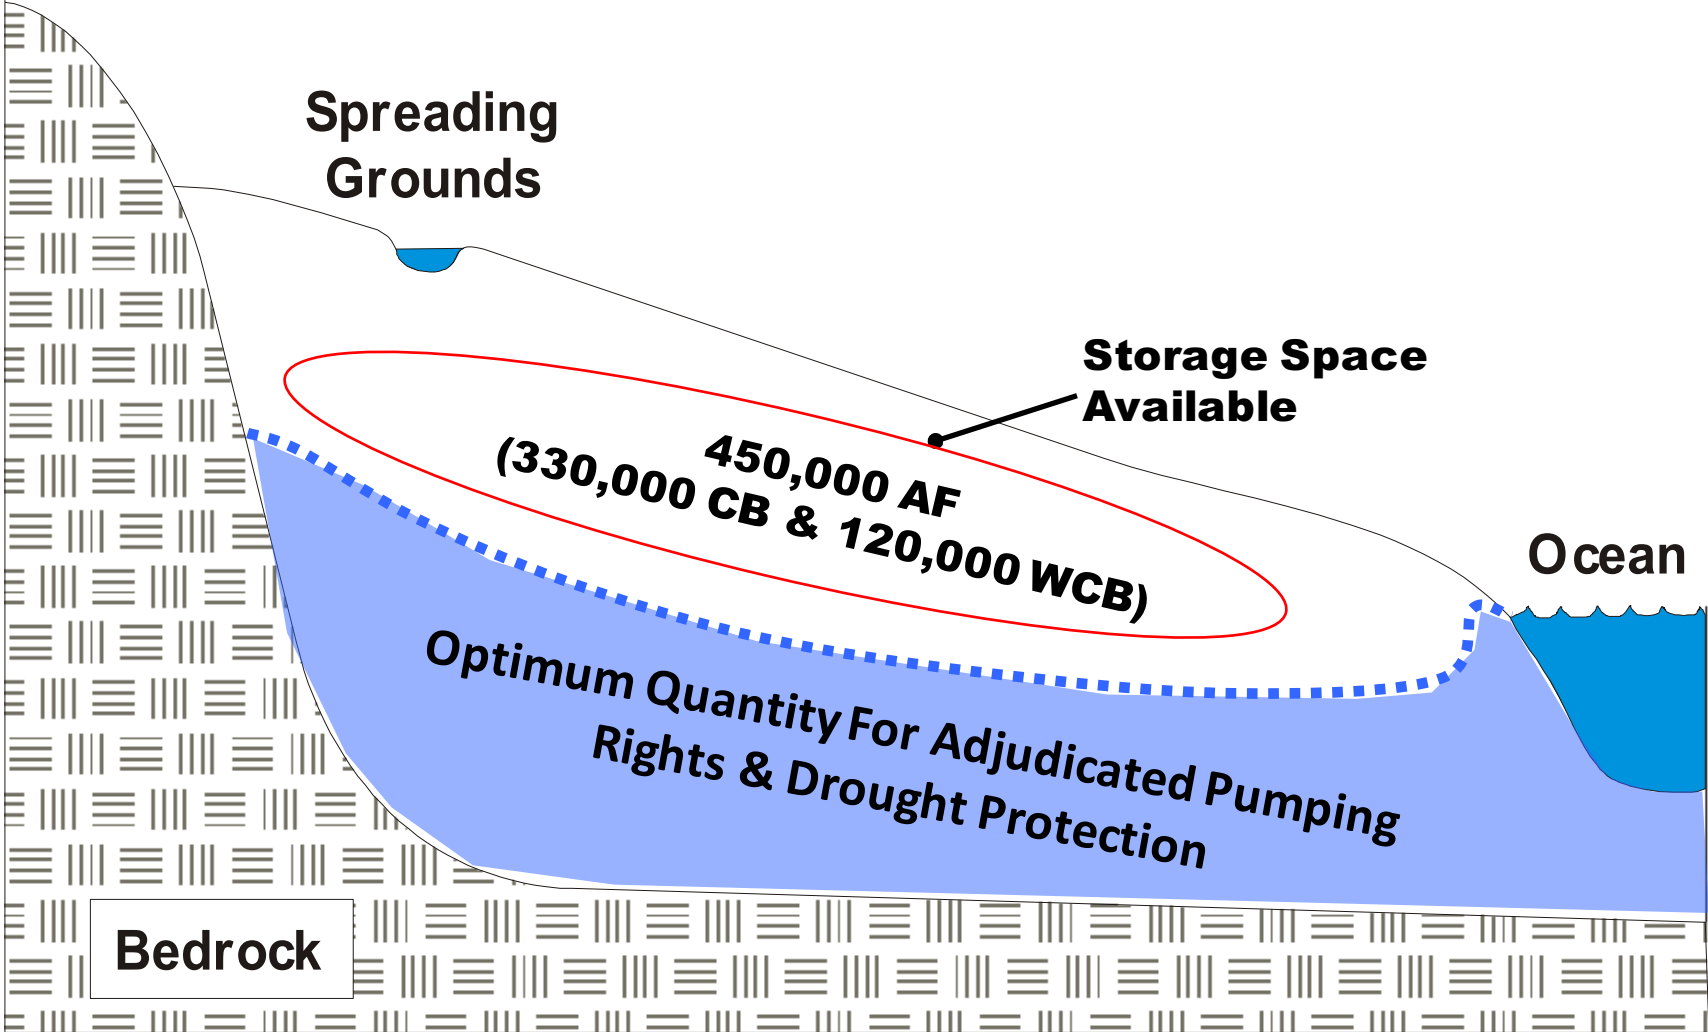 Spreading
Grounds
Storage Space
Available
450,000 AF
(330,000 CB & 120,000 WCB)
Ocean
Optimum Quantity For Adjudicated Pumping
Rights & Drought Protection
Bedrock